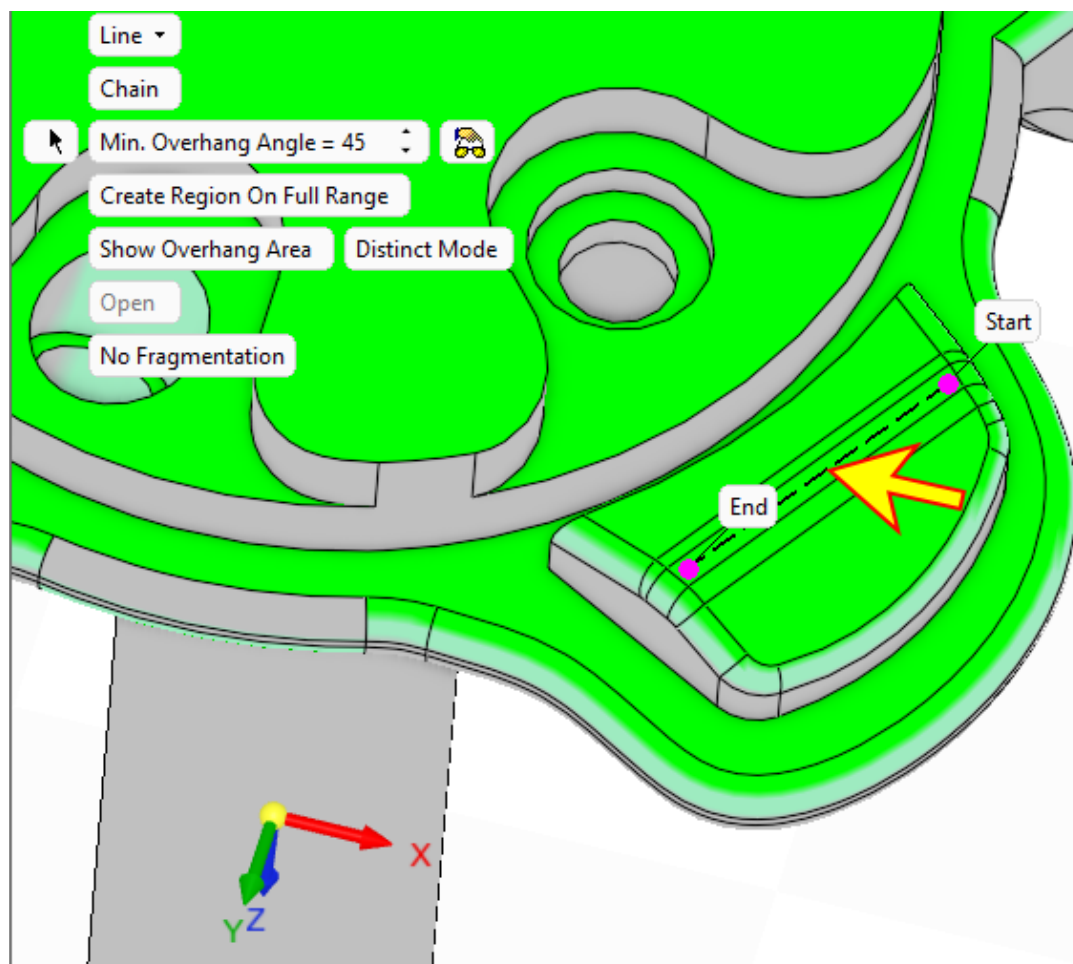 Line
Chain
Min. Overhang Angle = 45
Create Region On Full Range
Show Overhang Area Distinct Mode
Open
Start
No Fragmentation
End
X
Y Z